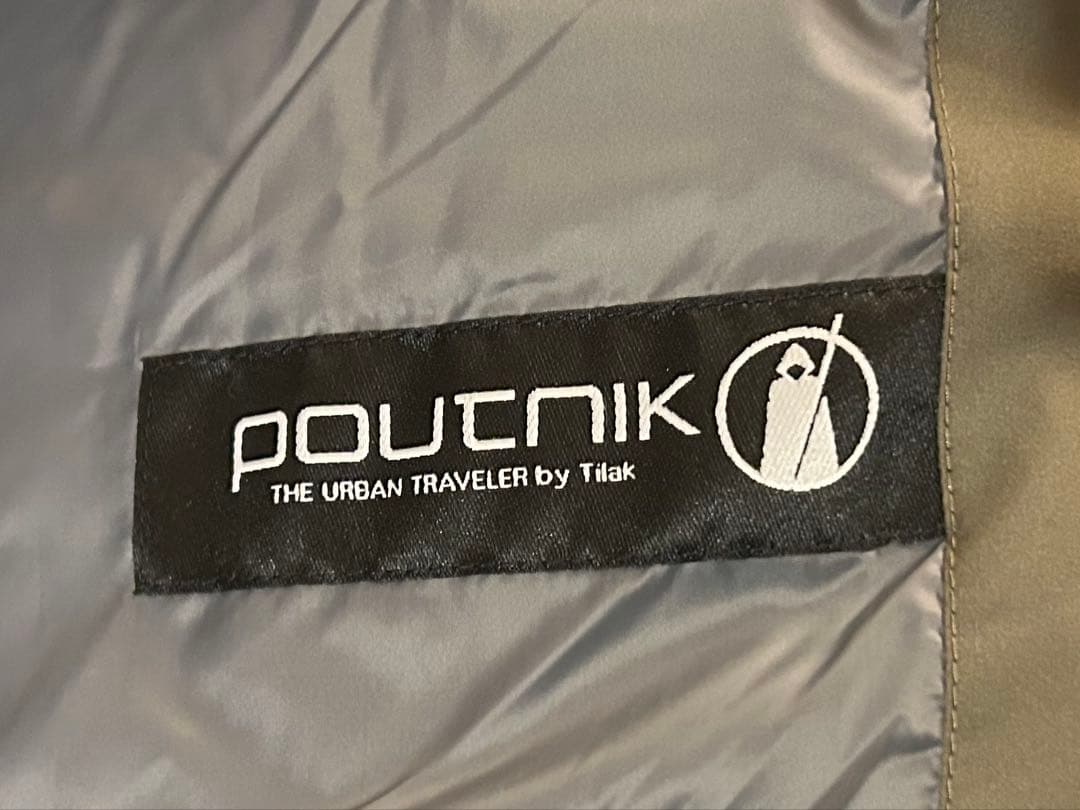 POUTNIK
THE URBAN TRAVELER by Tilak